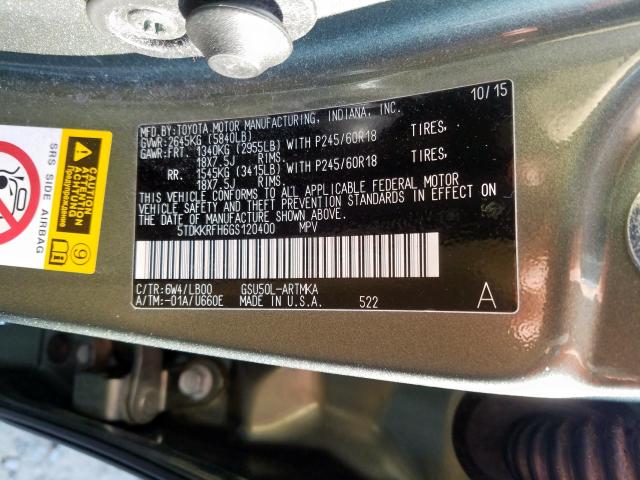 10/15
MFD.BY:TOYOTA MOTOR MANUFACTURING, INDIANA, INC.
GVWR:2645KG (5840LB)
GAWR:FRT. 1340KG (2955LB) WITH P245/60R18 TIRES,
18X7.5J RIMS.
RR. 1545KG (3415LB) WITH P245/60R18 TIRES,
18X7.5J RIMS.
THIS VEHICLE CONFORMS TO ALL APPLICABLE FEDERAL MOTOR
VEHICLE SAFETY AND THEFT PREVENTION STANDARDS IN EFFECT ON
THE DATE OF MANUFACTURE SHOWN ABOVE.
5TDKKRFH6GS120400 MPV
C/TR:6W4/LB00 GSU50L-ARTMKA
A/TM:-01A/U660E MADE IN U.S.A. 522 A
SIDE AIRBAG
ACHTUNG
Предупреждение
9